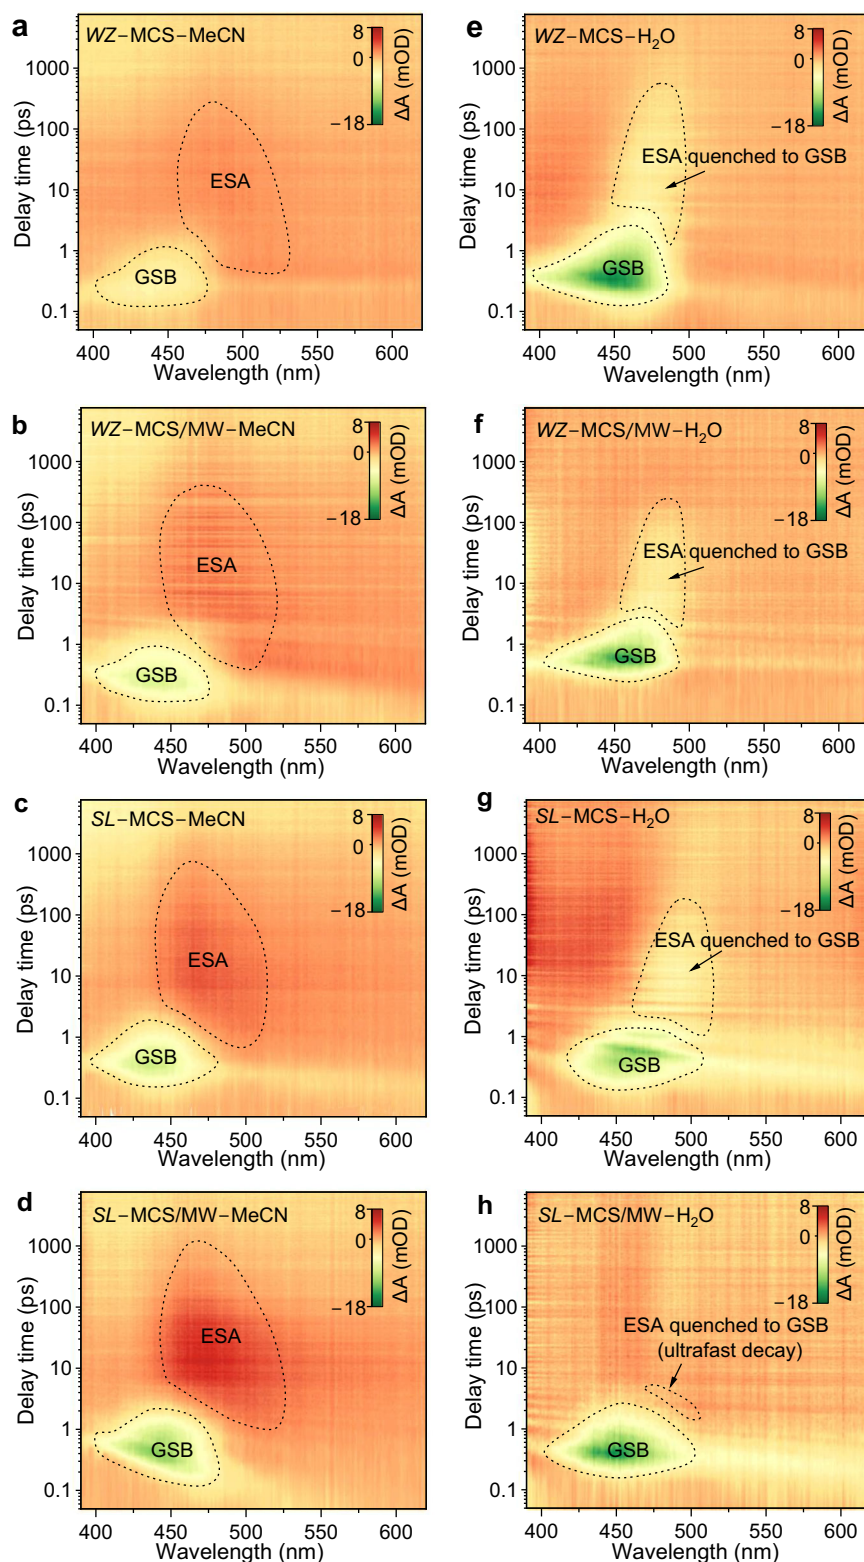 a
WZ–MCS–MeCN
8
0
−18
ΔA (mOD)
1000
100
10
1
0.1
Delay time (ps)
ESA
GSB
400 450 500 550 600
Wavelength (nm)
e
WZ–MCS–H₂O
8
0
−18
ΔA (mOD)
1000
100
10
1
0.1
Delay time (ps)
ESA quenched to GSB
GSB
400 450 500 550 600
Wavelength (nm)
b
WZ–MCS/MW–MeCN
8
0
−18
ΔA (mOD)
1000
100
10
1
0.1
Delay time (ps)
ESA
GSB
400 450 500 550 600
Wavelength (nm)
f
WZ–MCS/MW–H₂O
8
0
−18
ΔA (mOD)
1000
100
10
1
0.1
Delay time (ps)
ESA quenched to GSB
GSB
400 450 500 550 600
Wavelength (nm)
c
SL–MCS–MeCN
8
0
−18
ΔA (mOD)
1000
100
10
1
0.1
Delay time (ps)
ESA
GSB
400 450 500 550 600
Wavelength (nm)
g
SL–MCS–H₂O
8
0
−18
ΔA (mOD)
1000
100
10
1
0.1
Delay time (ps)
ESA quenched to GSB
GSB
400 450 500 550 600
Wavelength (nm)
d
SL–MCS/MW–MeCN
8
0
−18
ΔA (mOD)
1000
100
10
1
0.1
Delay time (ps)
ESA
GSB
400 450 500 550 600
Wavelength (nm)
h
SL–MCS/MW–H₂O
8
0
−18
ΔA (mOD)
1000
100
10
1
0.1
Delay time (ps)
ESA quenched to GSB
(ultrafast decay)
GSB
400 450 500 550 600
Wavelength (nm)